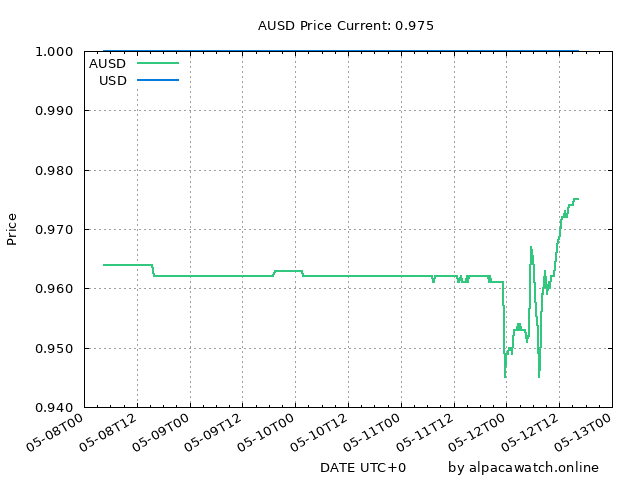 AUSD Price Current: 0.975
1.000
0.990
0.980
0.970
0.960
0.950
0.940
AUSD
USD
Price
05-08T00
05-08T12
05-09T00
05-09T12
05-10T00
05-10T12
05-11T00
05-11T12
05-12T00
05-12T12
05-13T00
DATE UTC+0
by alpacawatch.online